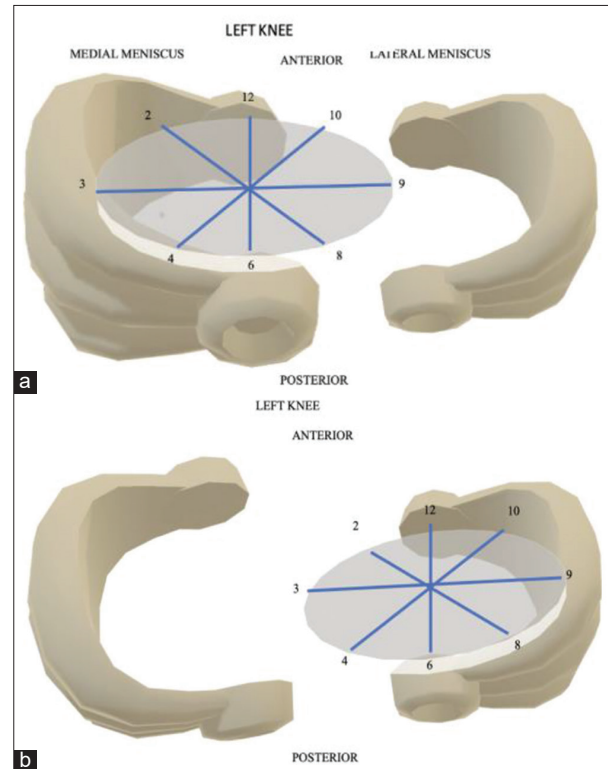 LEFT KNEE
MEDIAL MENISCUS
ANTERIOR
LATERAL MENISCUS
12
2
10
3
9
4
6
8
a
POSTERIOR
LEFT KNEE
ANTERIOR
12
2
10
3
9
4
6
8
POSTERIOR
b